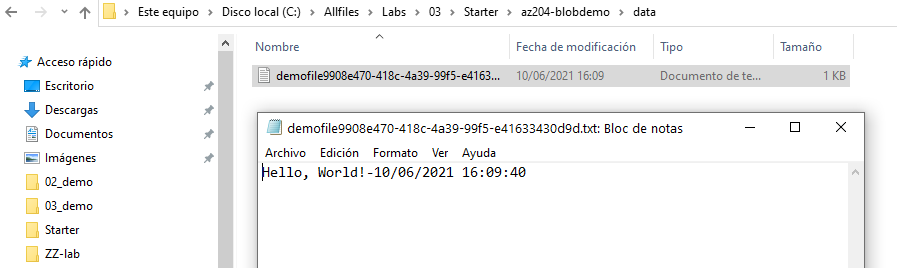 Este equipo > Disco local (C:) > Allfiles > Labs > 03 > Starter > az204-blobdemo > data
Nombre Fecha de modificación Tipo Tamaño
Acceso rápido
demofile9908e470-418c-4a39-99f5-e4163... 10/06/2021 16:09 Documento de te... 1 KB
Escritorio
Descargas
Documentos
Imágenes
02_demo
03_demo
Starter
ZZ-lab
demofile9908e470-418c-4a39-99f5-e41633430d9d.txt: Bloc de notas
Archivo Edición Formato Ver Ayuda
Hello, World!-10/06/2021 16:09:40